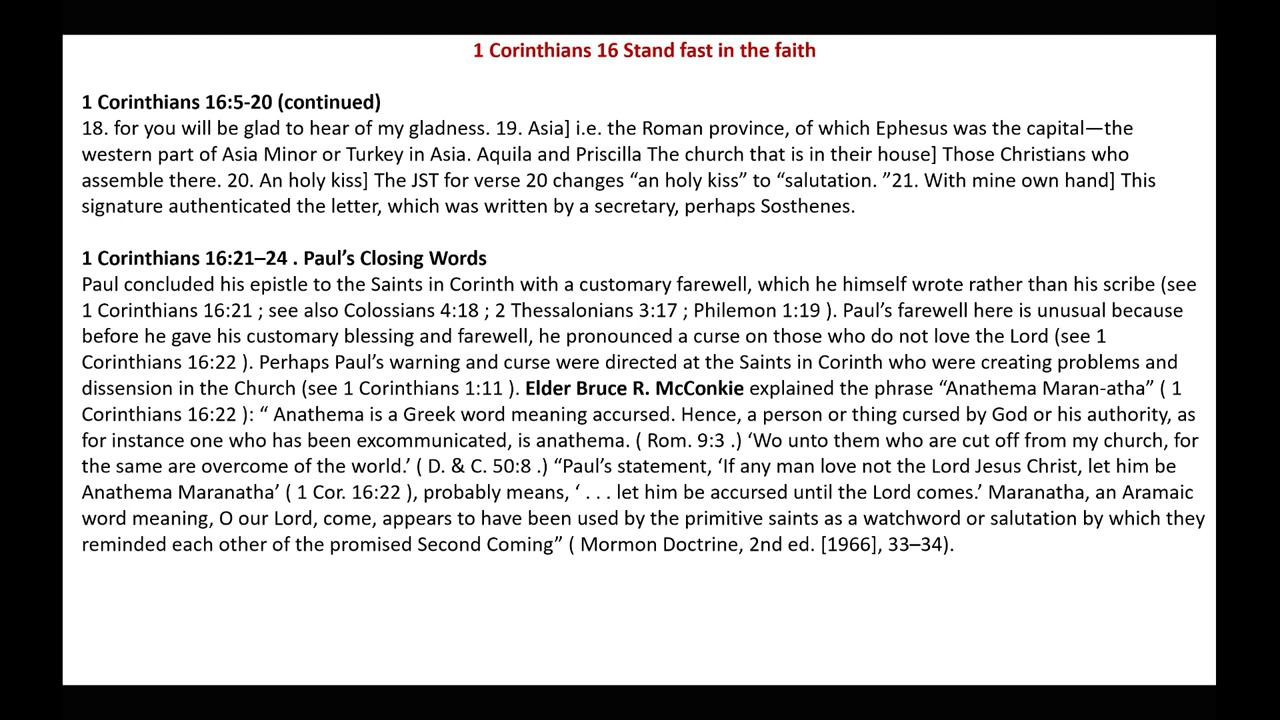 1 Corinthians 16 Stand fast in the faith
1 Corinthians 16:5-20 (continued)
18. for you will be glad to hear of my gladness. 19. Asia] i.e. the Roman province, of which Ephesus was the capital—the
western part of Asia Minor or Turkey in Asia. Aquila and Priscilla The church that is in their house] Those Christians who
assemble there. 20. An holy kiss] The JST for verse 20 changes “an holy kiss” to “salutation. ”21. With mine own hand] This
signature authenticated the letter, which was written by a secretary, perhaps Sosthenes.
1 Corinthians 16:21–24 . Paul’s Closing Words
Paul concluded his epistle to the Saints in Corinth with a customary farewell, which he himself wrote rather than his scribe (see
1 Corinthians 16:21 ; see also Colossians 4:18 ; 2 Thessalonians 3:17 ; Philemon 1:19 ). Paul’s farewell here is unusual because
before he gave his customary blessing and farewell, he pronounced a curse on those who do not love the Lord (see 1
Corinthians 16:22 ). Perhaps Paul’s warning and curse were directed at the Saints in Corinth who were creating problems and
dissension in the Church (see 1 Corinthians 1:11 ). Elder Bruce R. McConkie explained the phrase “Anathema Maran-atha” ( 1
Corinthians 16:22 ): “ Anathema is a Greek word meaning accursed. Hence, a person or thing cursed by God or his authority, as
for instance one who has been excommunicated, is anathema. ( Rom. 9:3 .) ‘Wo unto them who are cut off from my church, for
the same are overcome of the world.’ ( D. & C. 50:8 .) “Paul’s statement, ‘If any man love not the Lord Jesus Christ, let him be
Anathema Maranatha’ ( 1 Cor. 16:22 ), probably means, ‘ . . . let him be accursed until the Lord comes.’ Maranatha, an Aramaic
word meaning, O our Lord, come, appears to have been used by the primitive saints as a watchword or salutation by which they
reminded each other of the promised Second Coming” ( Mormon Doctrine, 2nd ed. [1966], 33–34).